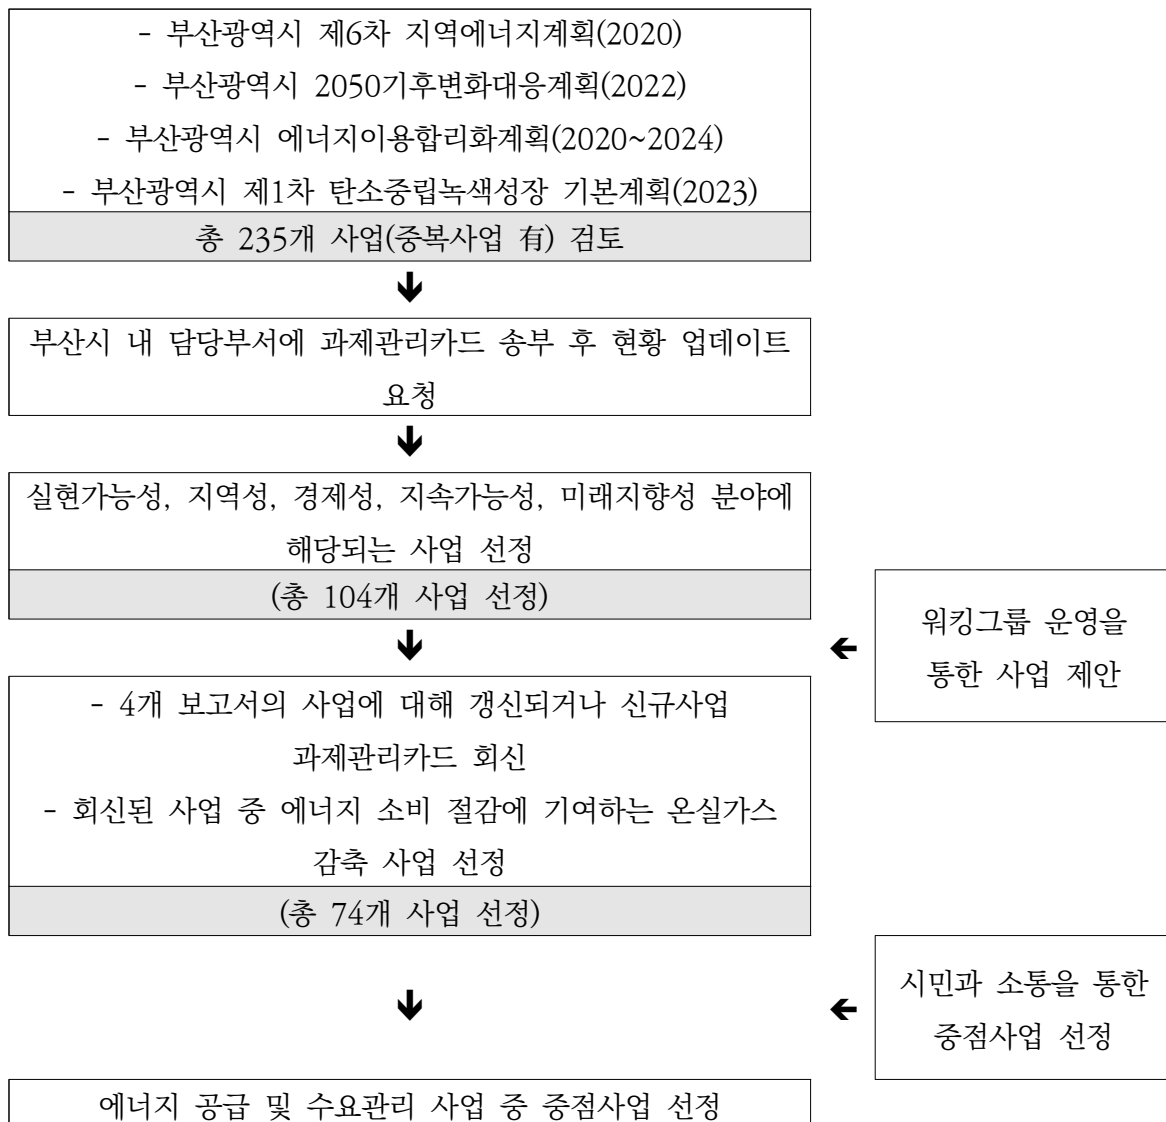 - 부산광역시 제6차 지역에너지계획(2020)
- 부산광역시 2050기후변화대응계획(2022)
- 부산광역시 에너지이용합리화계획(2020~2024)
- 부산광역시 제1차 탄소중립녹색성장 기본계획(2023)
총 235개 사업(중복사업 有) 검토
부산시 내 담당부서에 과제관리카드 송부 후 현황 업데이트
요청
실현가능성, 지역성, 경제성, 지속가능성, 미래지향성 분야에
해당되는 사업 선정
(총 104개 사업 선정)
워킹그룹 운영을
통한 사업 제안
- 4개 보고서의 사업에 대해 갱신되거나 신규사업
과제관리카드 회신
- 회신된 사업 중 에너지 소비 절감에 기여하는 온실가스
감축 사업 선정
(총 74개 사업 선정)
시민과 소통을 통한
중점사업 선정
에너지 공급 및 수요관리 사업 중 중점사업 선정